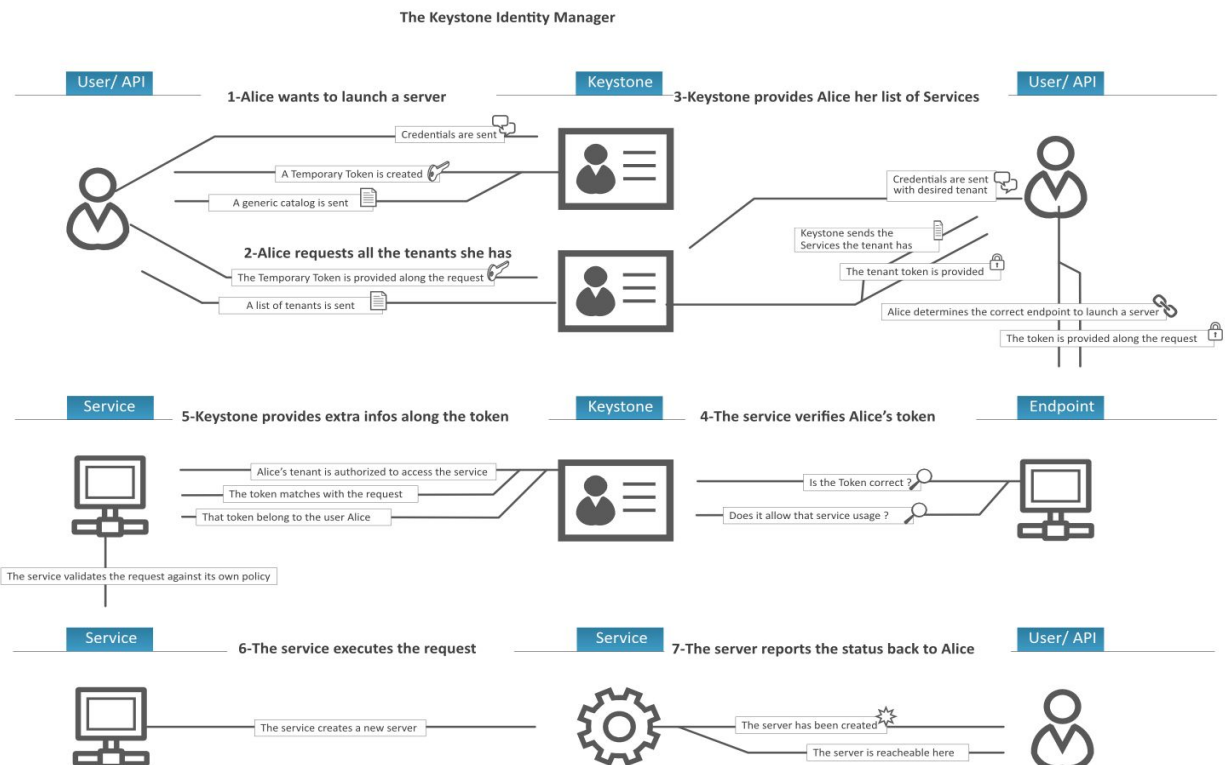 The Keystone Identity Manager
User/ API
1-Alice wants to launch a server
Keystone
3-Keystone provides Alice her list of Services
User/ API
Credentials are sent
A Temporary Token is created
A generic catalog is sent
2-Alice requests all the tenants she has
The Temporary Token is provided along the request
A list of tenants is sent
Credentials are sent
with desired tenant
Keystone sends the
Services the tenant has
The tenant token is provided
Alice determines the correct endpoint to launch a server
The token is provided along the request
Service
5-Keystone provides extra infos along the token
Keystone
4-The service verifies Alice’s token
Endpoint
Alice’s tenant is authorized to access the service
The token matches with the request
That token belong to the user Alice
Is the Token correct ?
Does it allow that service usage ?
The service validates the request against its own policy
Service
6-The service executes the request
Service
7-The server reports the status back to Alice
User/ API
The service creates a new server
The server has been created
The server is reacheable here